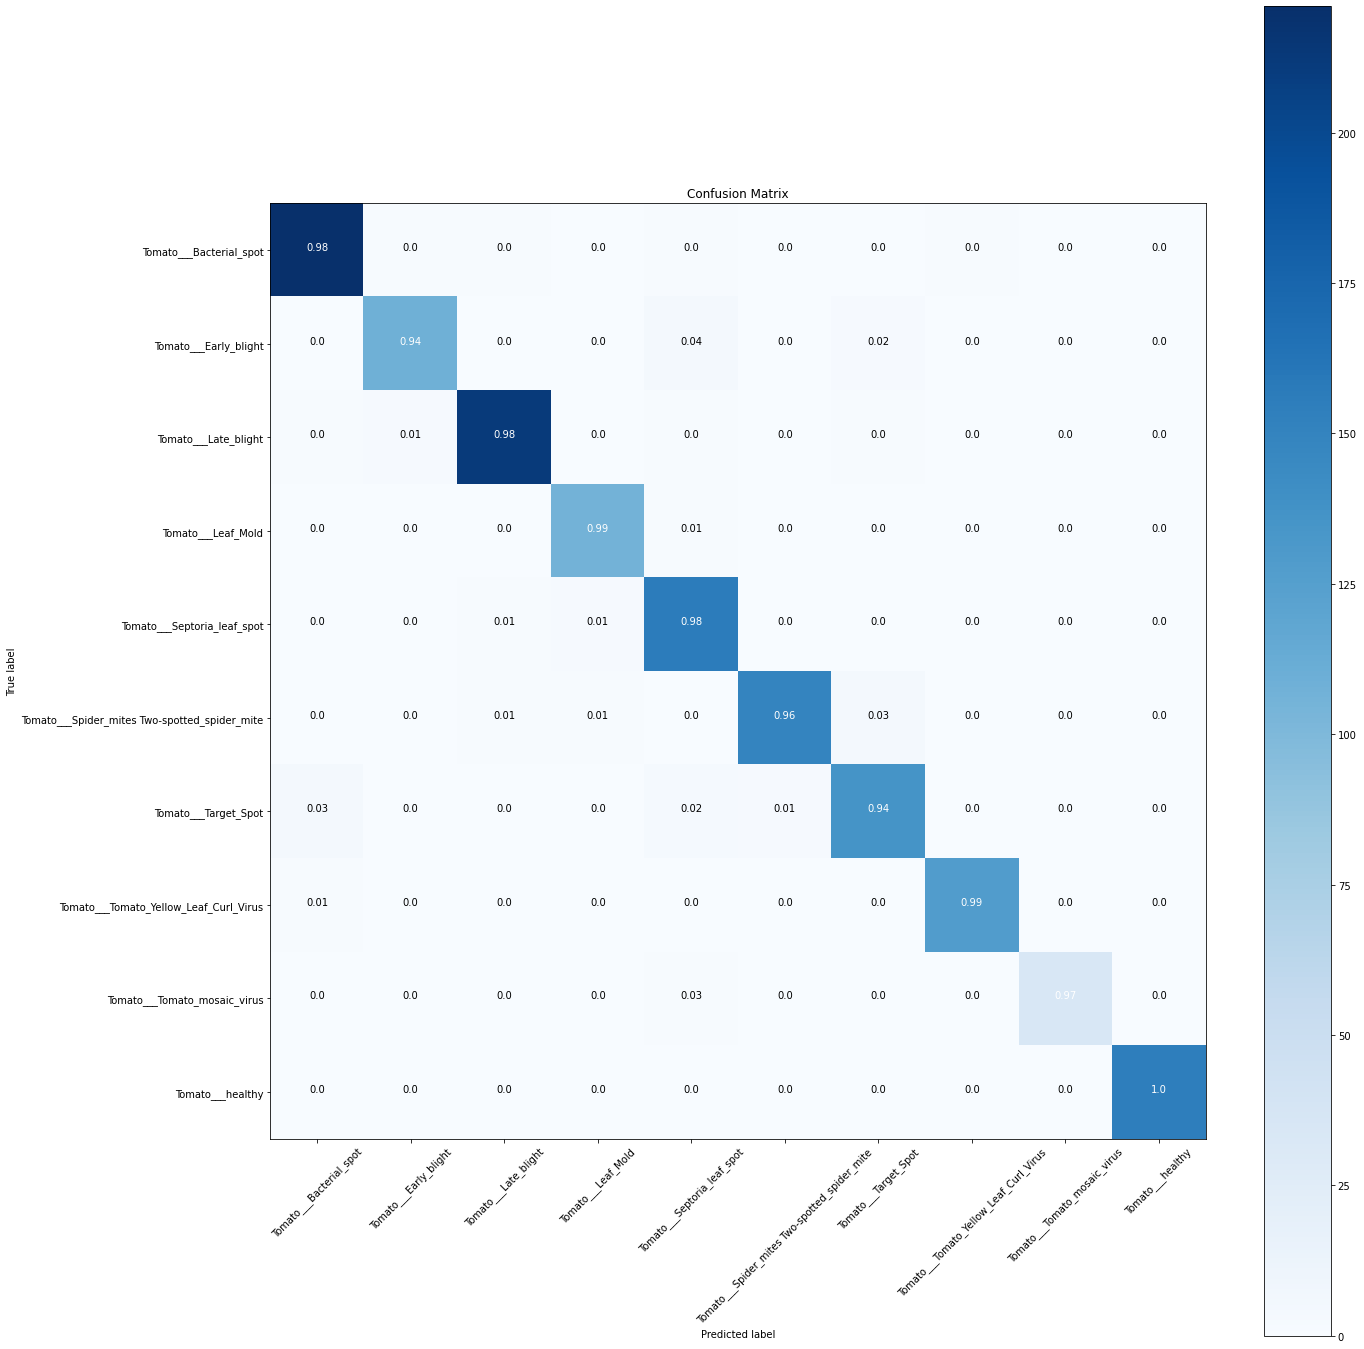 Confusion Matrix
True label
Tomato___Bacterial_spot 0.98 0.0 0.0 0.0 0.0 0.0 0.0 0.0 0.0 0.0
Tomato___Early_blight 0.0 0.94 0.0 0.0 0.04 0.0 0.02 0.0 0.0 0.0
Tomato___Late_blight 0.0 0.01 0.98 0.0 0.0 0.0 0.0 0.0 0.0 0.0
Tomato___Leaf_Mold 0.0 0.0 0.0 0.99 0.01 0.0 0.0 0.0 0.0 0.0
Tomato___Septoria_leaf_spot 0.0 0.0 0.01 0.01 0.98 0.0 0.0 0.0 0.0 0.0
Tomato___Spider_mites Two-spotted_spider_mite 0.0 0.0 0.01 0.01 0.0 0.96 0.03 0.0 0.0 0.0
Tomato___Target_Spot 0.03 0.0 0.0 0.0 0.02 0.01 0.94 0.0 0.0 0.0
Tomato___Tomato_Yellow_Leaf_Curl_Virus 0.01 0.0 0.0 0.0 0.0 0.0 0.0 0.99 0.0 0.0
Tomato___Tomato_mosaic_virus 0.0 0.0 0.0 0.0 0.03 0.0 0.0 0.0 0.97 0.0
Tomato___healthy 0.0 0.0 0.0 0.0 0.0 0.0 0.0 0.0 0.0 1.0
Tomato___Bacterial_spot
Tomato___Early_blight
Tomato___Late_blight
Tomato___Leaf_Mold
Tomato___Septoria_leaf_spot
Tomato___Spider_mites Two-spotted_spider_mite
Tomato___Target_Spot
Tomato___Tomato_Yellow_Leaf_Curl_Virus
Tomato___Tomato_mosaic_virus
Tomato___healthy
Predicted label
200
175
150
125
100
75
50
25
0